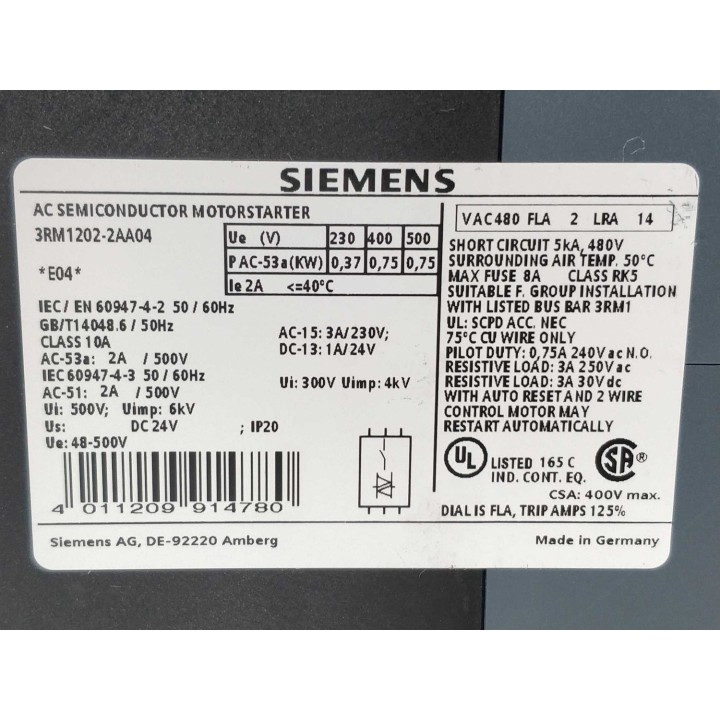 SIEMENS
AC SEMICONDUCTOR MOTORSTARTER
3RM1202-2AA04
*E04*
Ue (V) 230 400 500
P AC-53a(KW) 0,37 0,75 0,75
Ie 2A <=40°C
IEC/ EN 60947-4-2 50 / 60Hz
GB/T14048.6 / 50Hz
CLASS 10A
AC-53a: 2A / 500V
IEC60947-4-3 50 / 60Hz
AC-51: 2A / 500V
Ui: 500V; Uimp: 6kV
Us: DC 24V ; IP20
Ue: 48-500V
AC-15: 3A/230V;
DC-13: 1A/24V
Ui: 300V Uimp: 4kV
4 011209 914780
Siemens AG, DE-92220 Amberg
VAC480 FLA 2 LRA 14
SHORT CIRCUIT 5kA, 480V
SURROUNDING AIR TEMP. 50°C
MAX FUSE 8A CLASS RK5
SUITABLE F. GROUP INSTALLATION
WITH LISTED BUS BAR 3RM1
UL: SCPD ACC. NEC
75°C CU WIRE ONLY
PILOT DUTY: 0,75A 240V ac N.O.
RESISTIVE LOAD: 3A 250V ac
RESISTIVE LOAD: 3A 30V dc
WITH AUTO RESET AND 2 WIRE
CONTROL MOTOR MAY
RESTART AUTOMATICALLY
UL LISTED 165 C SA ®
IND. CONT. EQ.
CSA: 400V max.
DIAL IS FLA, TRIP AMPS 125%
Made in Germany